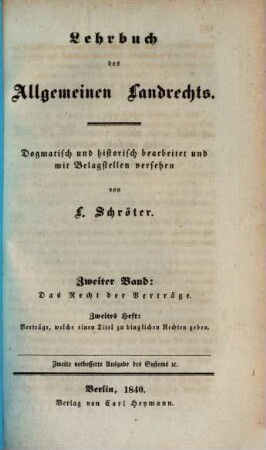 Lehrbuch
des
Allgemeinen Landrechts.
Dogmatisch und historisch bearbeitet und
mit Belagstellen versehen
von
L. Schröter.
Zweiter Band:
Das Recht der Verträge.
Zweites Heft:
Verträge, welche einen Titel zu dinglichen Rechten geben.
Zweite verbesserte Ausgabe des Systems ꝛc.
Berlin, 1840.
Verlag von Carl Heymann.